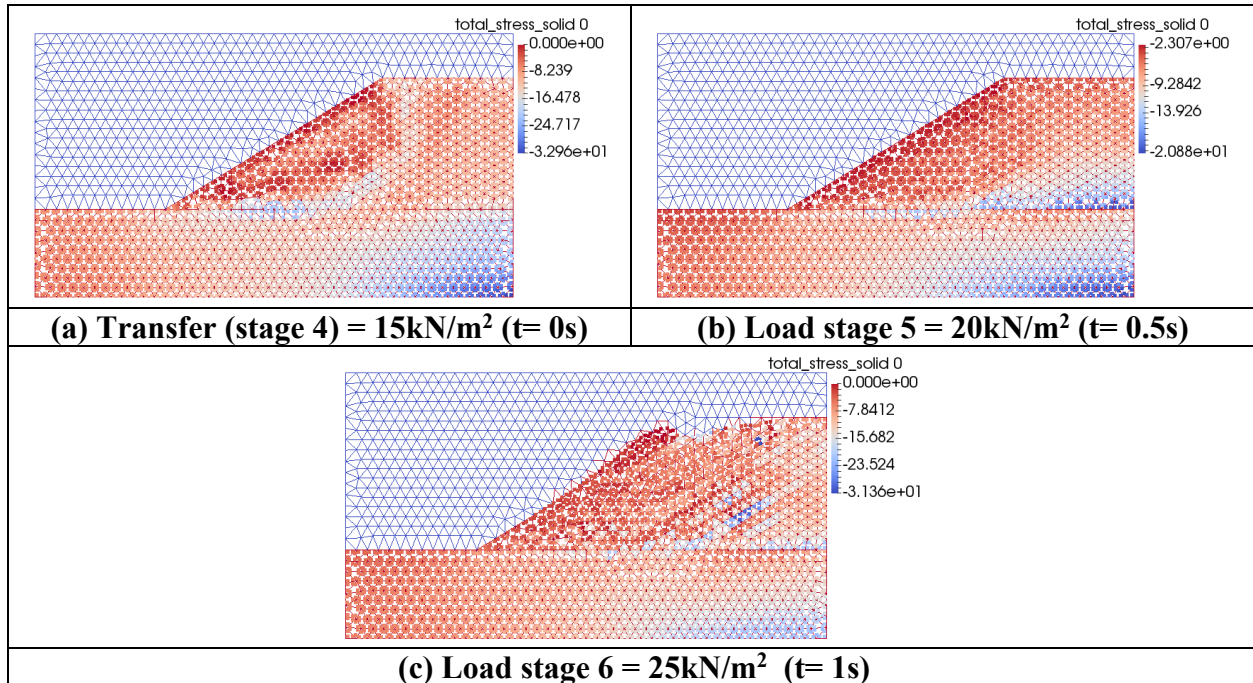 total_stress_solid 0
0.000e+00
-8.239
-16.478
-24.717
-3.296e+01
(a) Transfer (stage 4) = 15kN/m² (t= 0s)
total_stress_solid 0
-2.307e+00
-9.2842
-13.926
-2.088e+01
(b) Load stage 5 = 20kN/m² (t= 0.5s)
total_stress_solid 0
0.000e+00
-7.8412
-15.682
-23.524
-3.136e+01
(c) Load stage 6 = 25kN/m² (t= 1s)